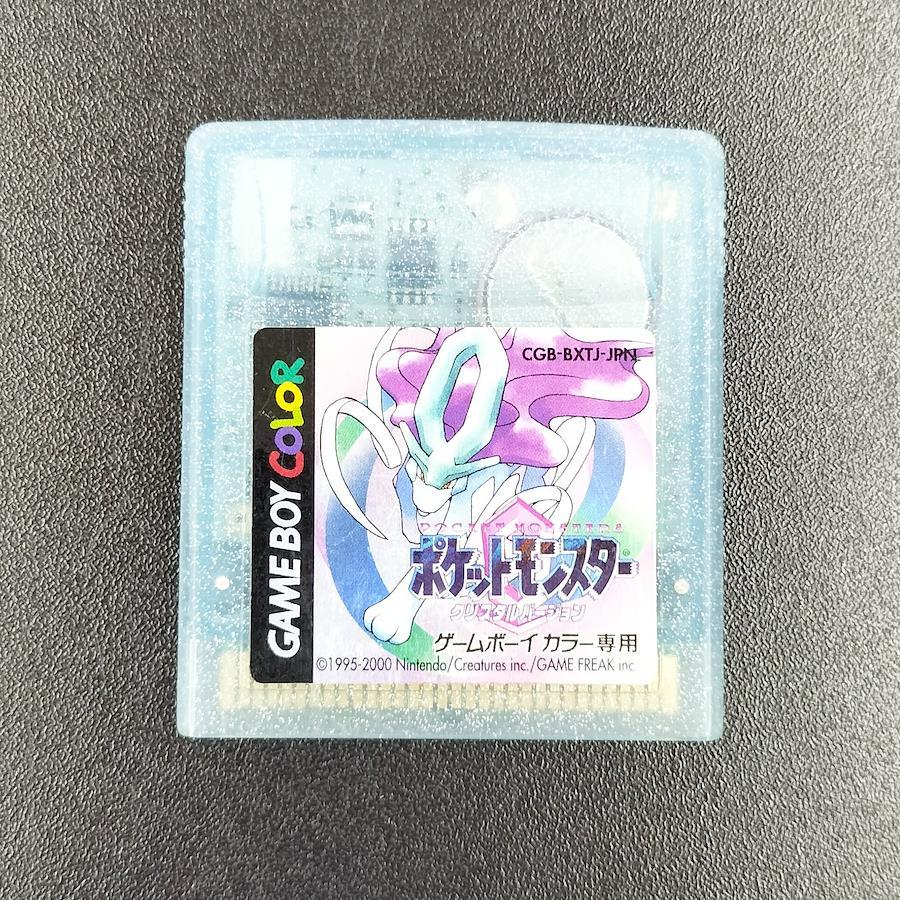 CGB-BXTJ-JPN
GAME BOY COLOR
POCKET MONSTERS
ポケットモンスター
クリスタルバージョン
ゲームボーイカラー専用
©1995-2000 Nintendo/Creatures inc./GAME FREAK inc